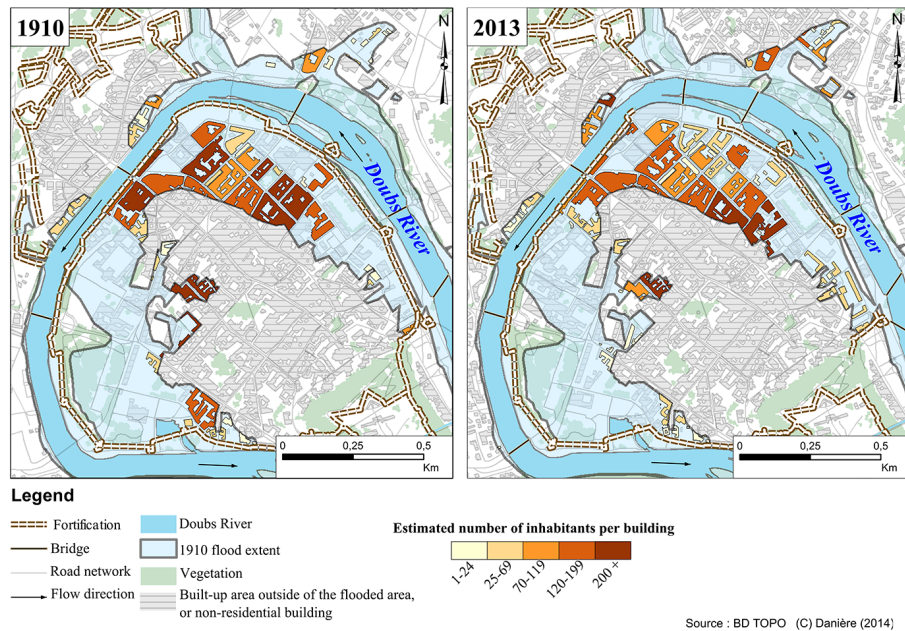 1910
N
Doubs River
0
0,25
0,5
Km
2013
N
Doubs River
0
0,25
0,5
Km
Legend
Fortification
Bridge
Road network
Flow direction
Doubs River
1910 flood extent
Vegetation
Built-up area outside of the flooded area,
or non-residential building
Estimated number of inhabitants per building
1-24
25-69
70-119
120-199
200 +
Source : BD TOPO (C) Danière (2014)